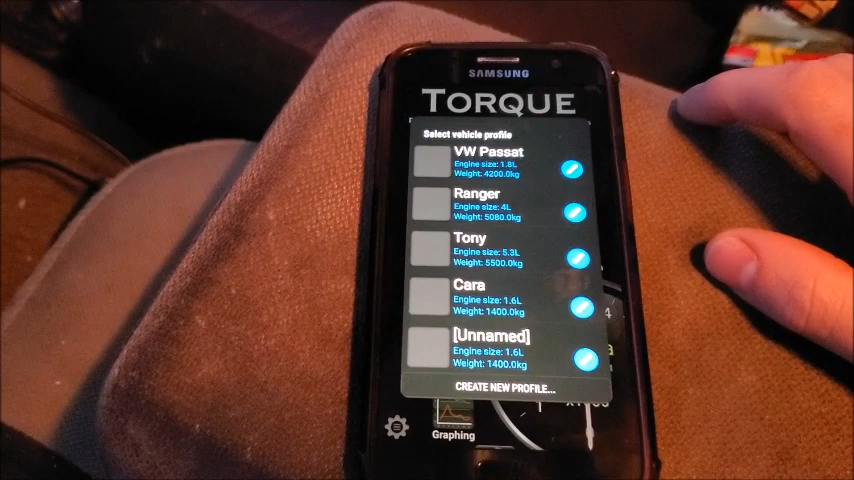 SAMSUNG
TORQUE
Select vehicle profile
VW Passat
Engine size: 1.8L
Weight: 4200.0kg
Ranger
Engine size: 4L
Weight: 5080.0kg
Tony
Engine size: 5.3L
Weight: 5500.0kg
Cara
Engine size: 1.6L
Weight: 1400.0kg
[Unnamed]
Engine size: 1.6L
Weight: 1400.0kg
CREATE NEW PROFILE...
Graphing